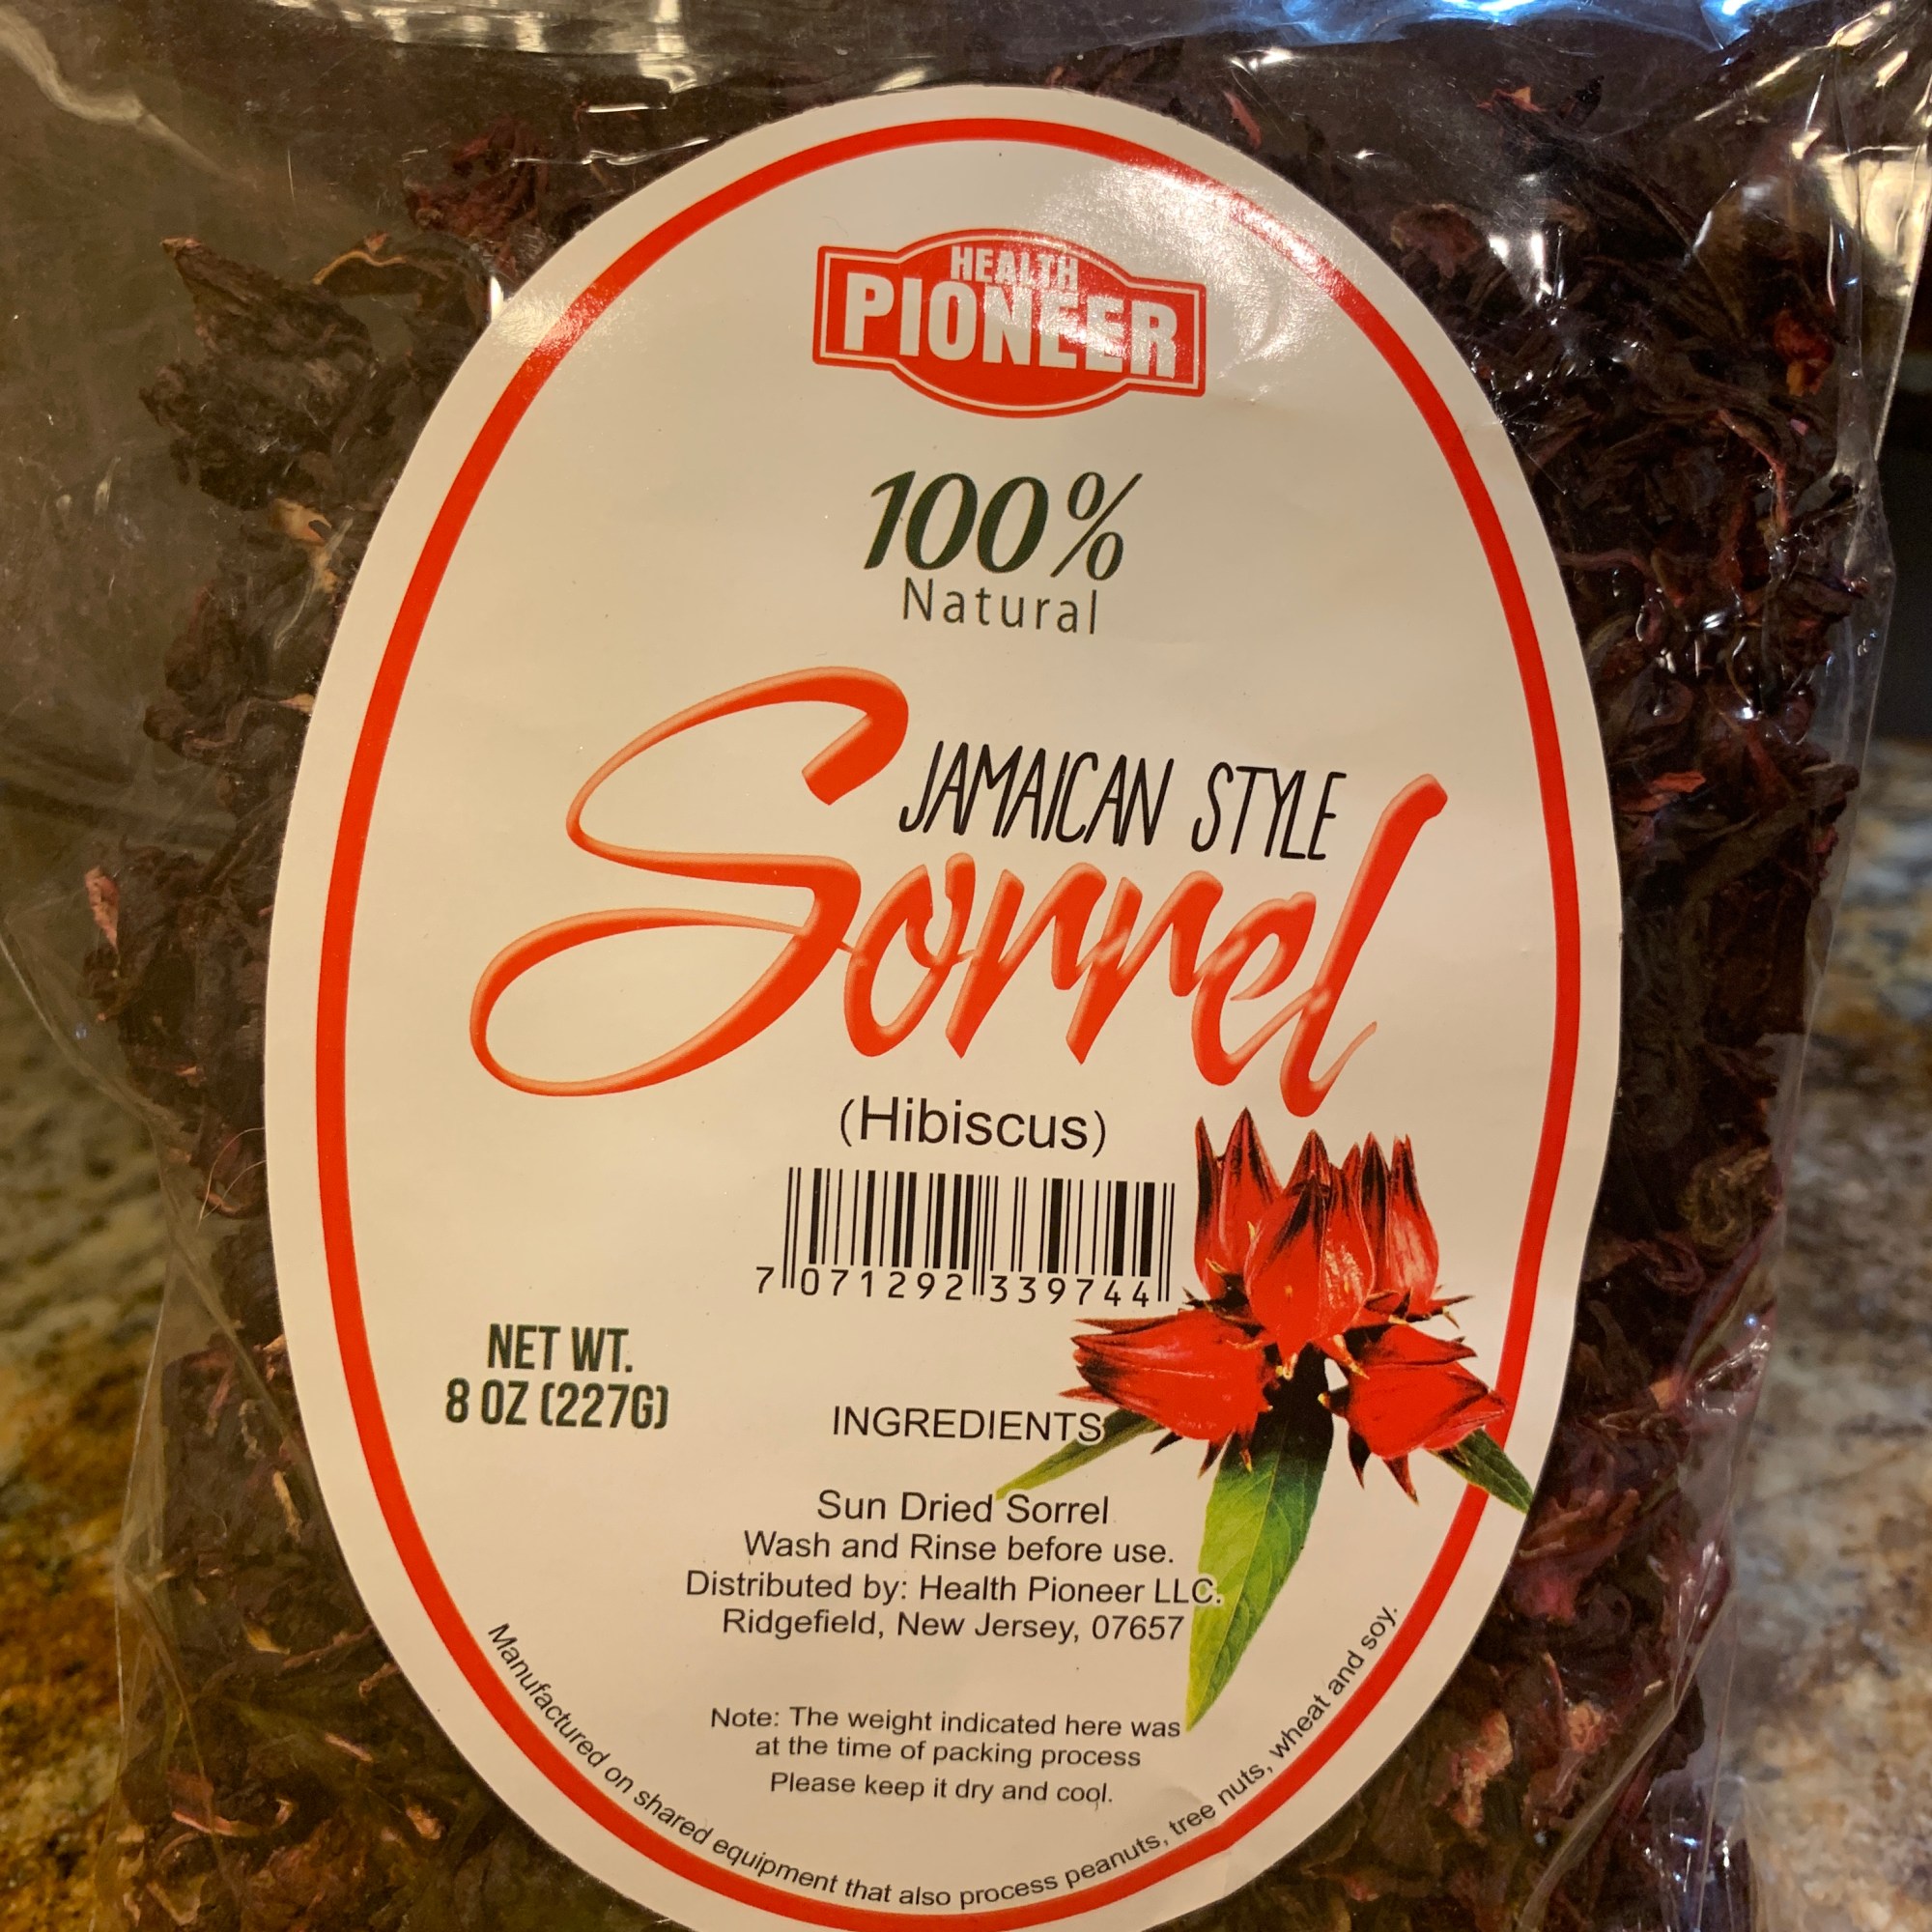 HEALTH
PIONEER
100%
Natural
JAMAICAN STYLE
Sorrel
(Hibiscus)
7 071292 339744
NET WT.
8 OZ (227G)
INGREDIENTS
Sun Dried Sorrel
Wash and Rinse before use.
Distributed by: Health Pioneer LLC.
Ridgefield, New Jersey, 07657
Note: The weight indicated here was
at the time of packing process
Please keep it dry and cool.
Manufactured on shared equipment that also process peanuts, tree nuts, wheat and soy.